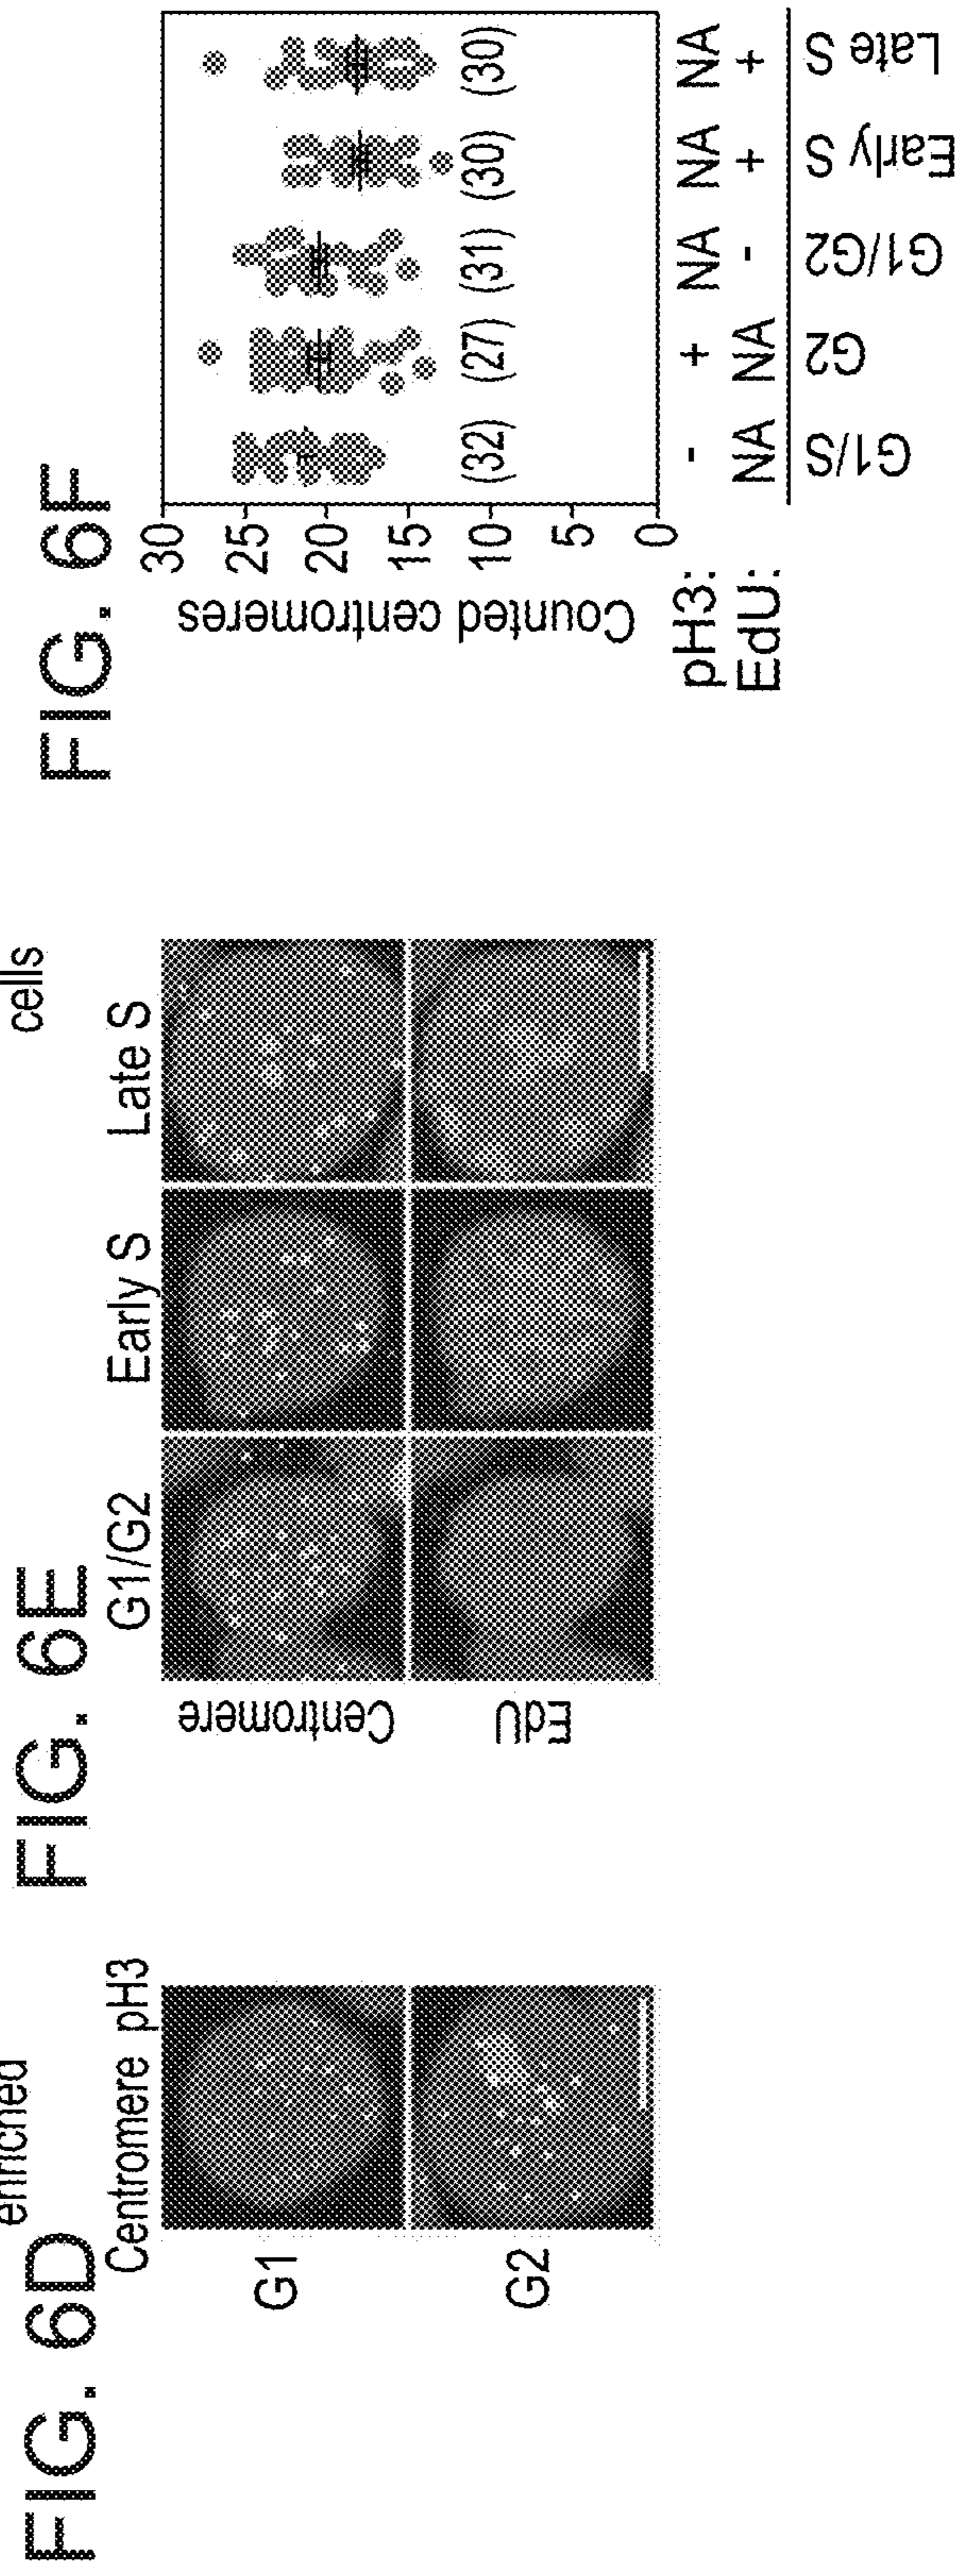 enriched
cells
FIG. 6D
Centromere pH3
G1
G2
FIG. 6E
G1/G2 Early S Late S
Centromere
EdU
FIG. 6F
Counted centromeres
30
25
20
15
10
5
0
(32) (27) (31) (30) (30)
pH3: - + NA NA NA
EdU: NA NA - + +
G1/S G2 G1/G2 Early S Late S